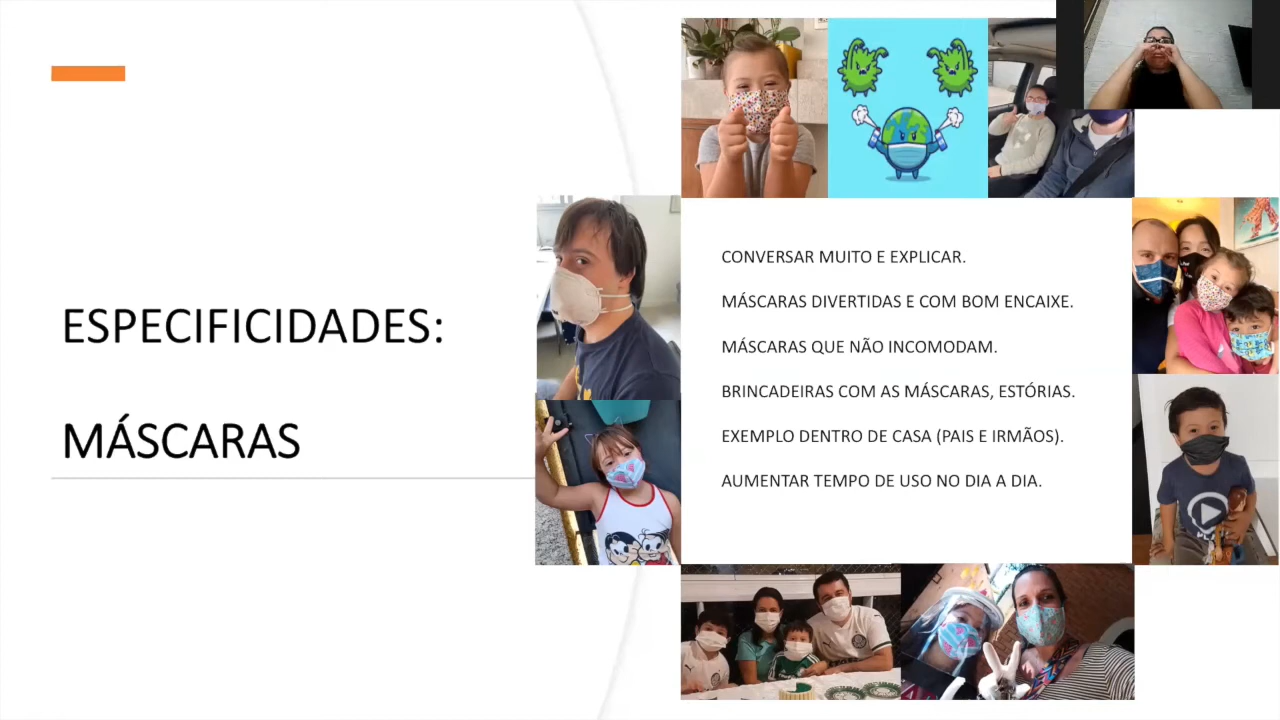 ESPECIFICIDADES:
MÁSCARAS
CONVERSAR MUITO E EXPLICAR.
MÁSCARAS DIVERTIDAS E COM BOM ENCAIXE.
MÁSCARAS QUE NÃO INCOMODAM.
BRINCADEIRAS COM AS MÁSCARAS, ESTÓRIAS.
EXEMPLO DENTRO DE CASA (PAIS E IRMÃOS).
AUMENTAR TEMPO DE USO NO DIA A DIA.